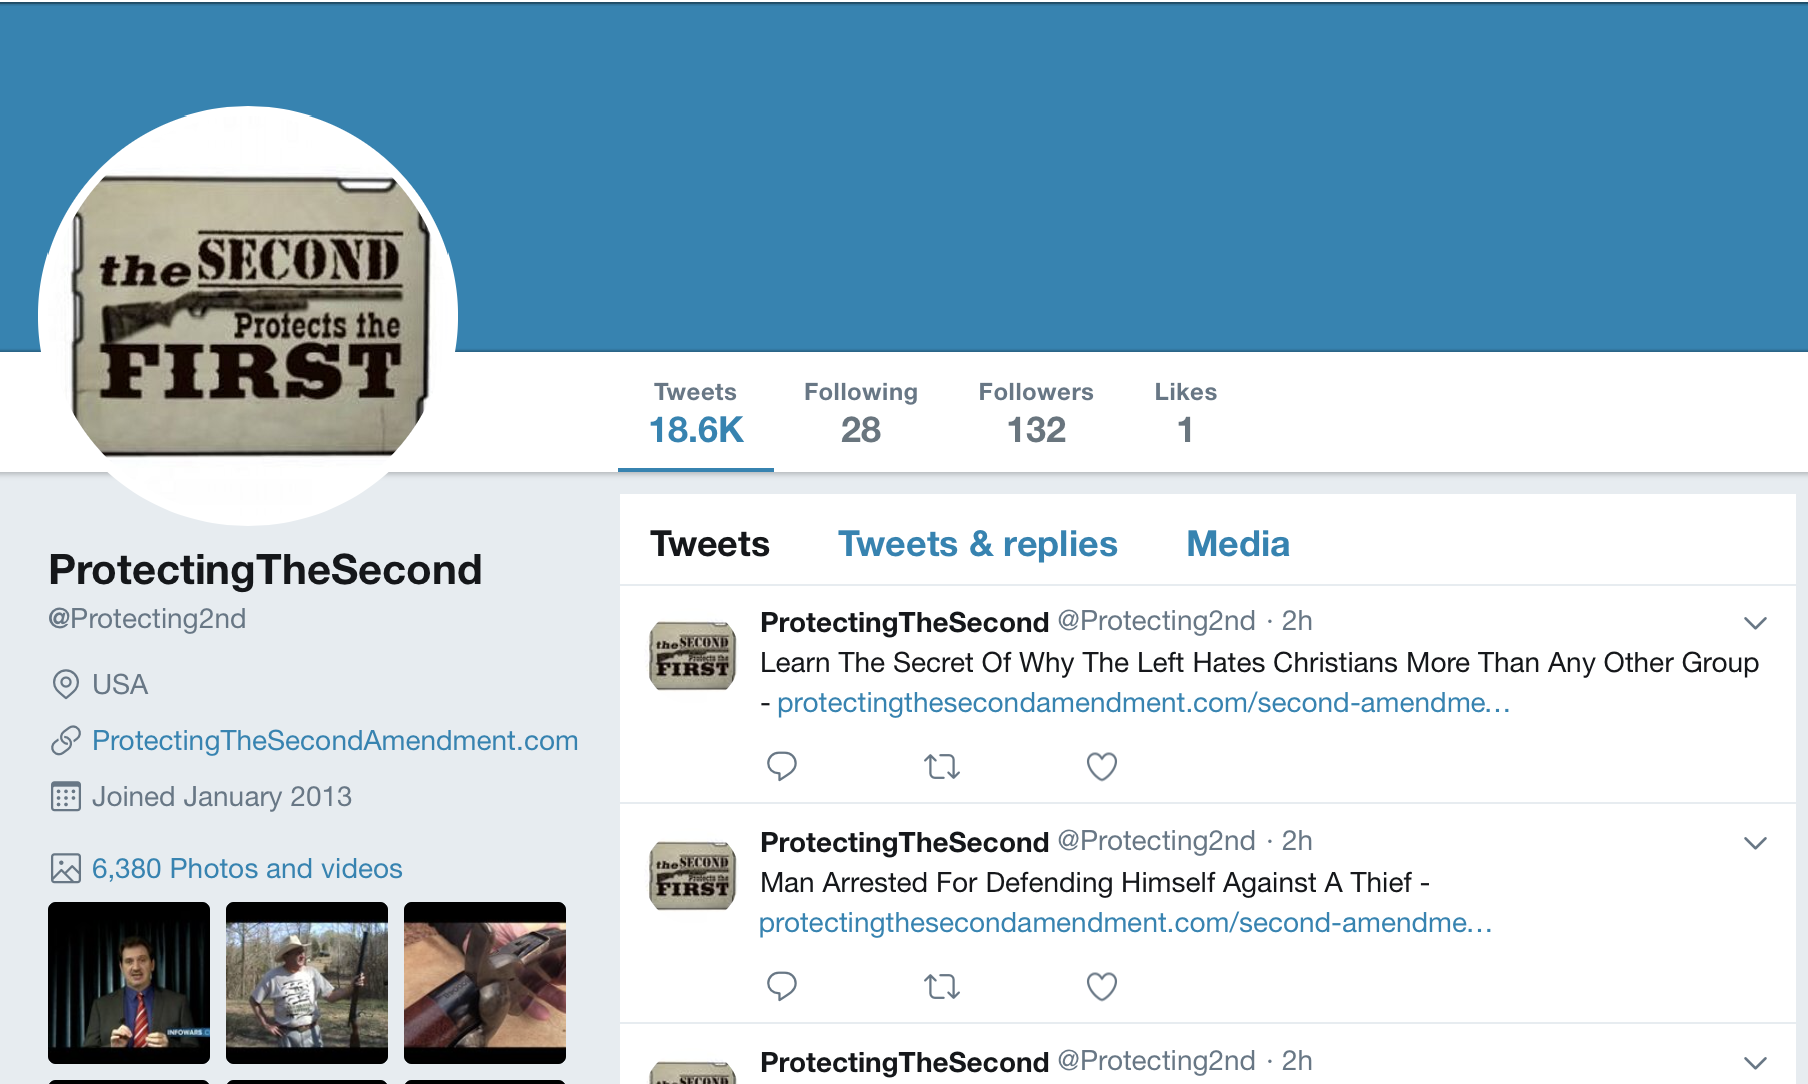 the SECOND
Protects the
FIRST
Tweets
18.6K
Following
28
Followers
132
Likes
1
ProtectingTheSecond
@Protecting2nd
USA
ProtectingTheSecondAmendment.com
Joined January 2013
6,380 Photos and videos
INFOWARS.C
Tweets Tweets & replies Media
the SECOND
Protects the
FIRST
ProtectingTheSecond @Protecting2nd · 2h
Learn The Secret Of Why The Left Hates Christians More Than Any Other Group
- protectingthesecondamendment.com/second-amendme…
the SECOND
Protects the
FIRST
ProtectingTheSecond @Protecting2nd · 2h
Man Arrested For Defending Himself Against A Thief -
protectingthesecondamendment.com/second-amendme…
the SECOND
ProtectingTheSecond @Protecting2nd · 2h